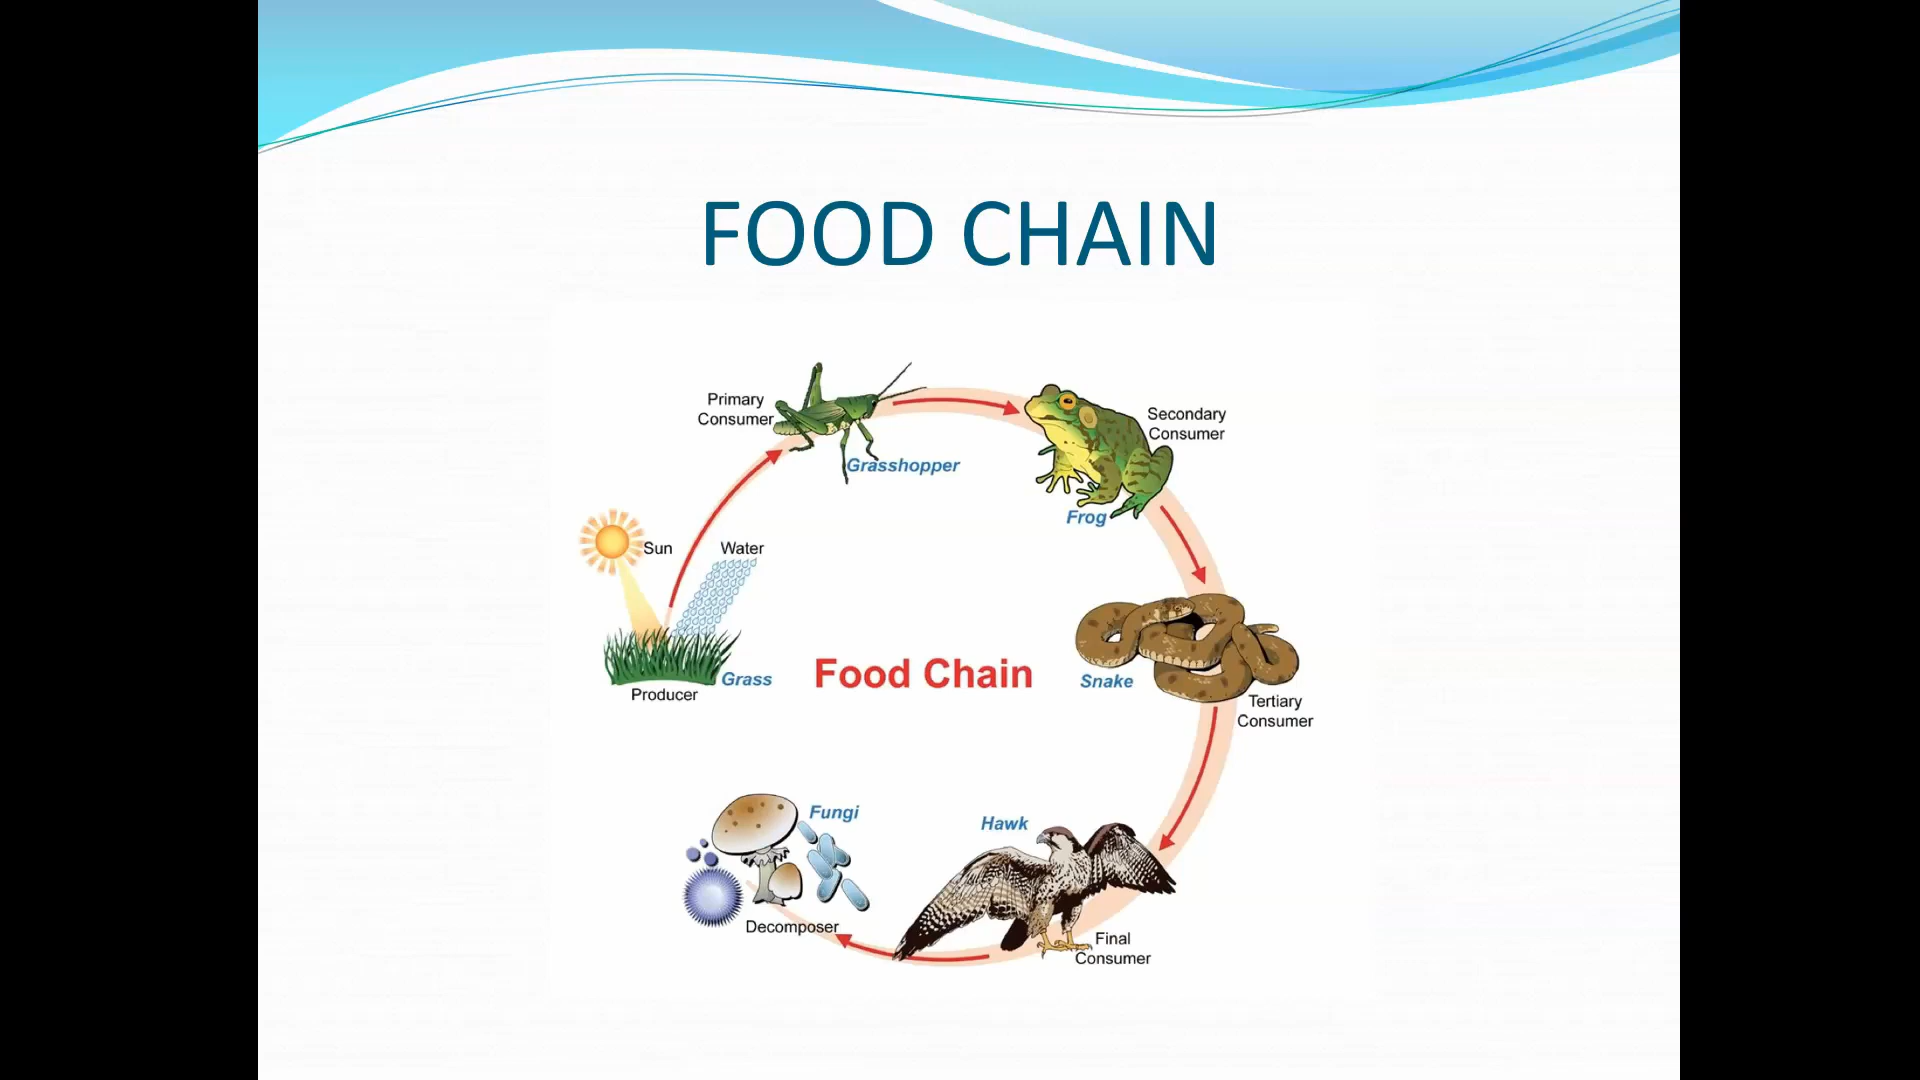 FOOD CHAIN
Primary
Consumer
Grasshopper
Secondary
Consumer
Frog
Sun
Water
Grass
Producer
Food Chain
Snake
Tertiary
Consumer
Fungi
Decomposer
Hawk
Final
Consumer